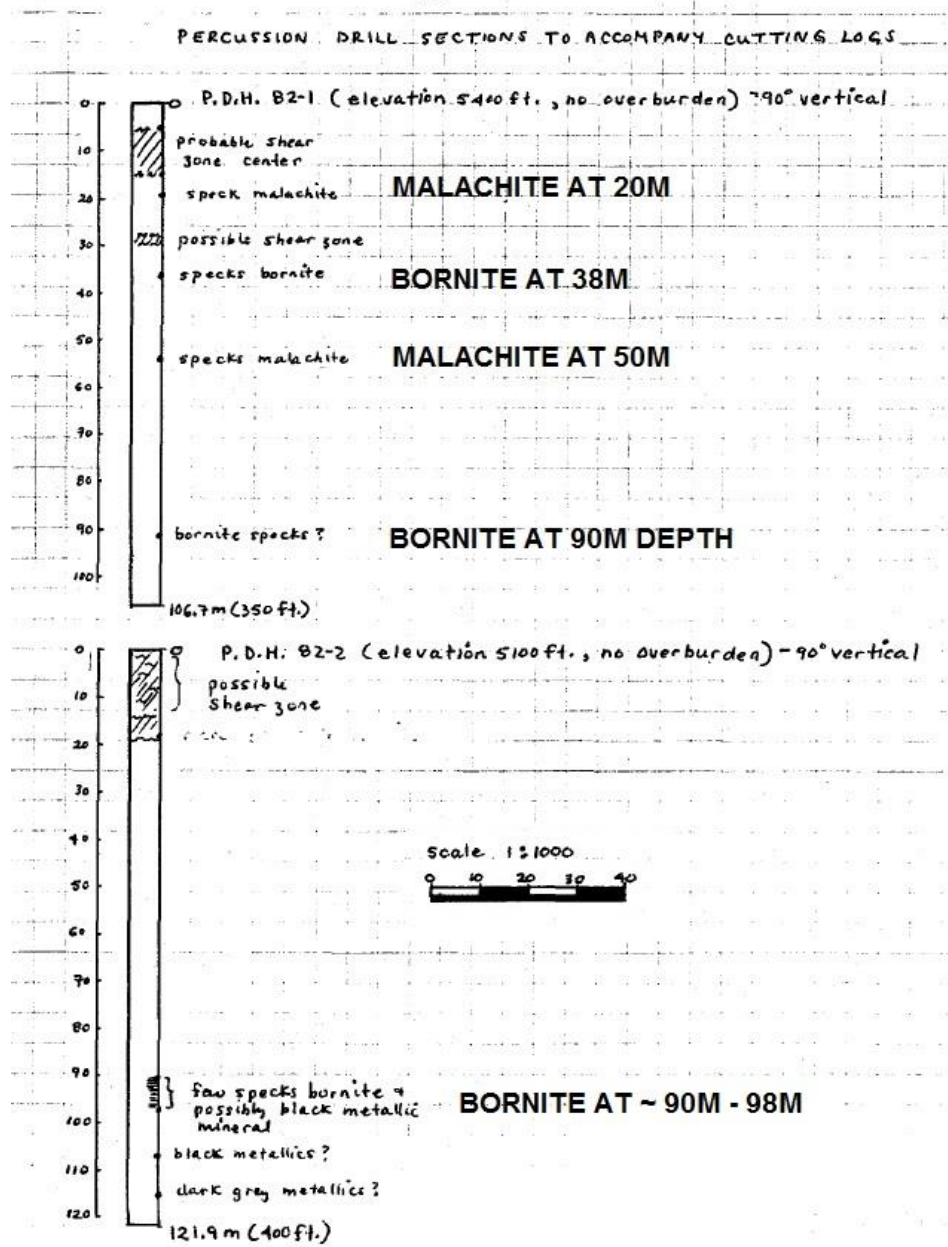 PERCUSSION DRILL SECTIONS TO ACCOMPANY CUTTING LOGS
0 0 P.D.H. 82-1 (elevation 5400 ft., no overburden) -90° vertical
probable shear
10 zone center
20 speck malachite MALACHITE AT 20M
30 possible shear zone
specks bornite BORNITE AT 38M
40
50
specks malachite MALACHITE AT 50M
60
70
80
90 bornite specks? BORNITE AT 90M DEPTH
100
106.7m (350 ft.)
0 0 P.D.H. 82-2 (elevation 5100 ft., no overburden) -90° vertical
possible
10 shear zone
20
30
40
scale 1:1000
0 10 20 30 40
50
60
70
80
90
few specks bornite +
possibly black metallic BORNITE AT ~ 90M - 98M
100 mineral
black metallics?
110
dark grey metallics?
120
121.9m (400 ft.)